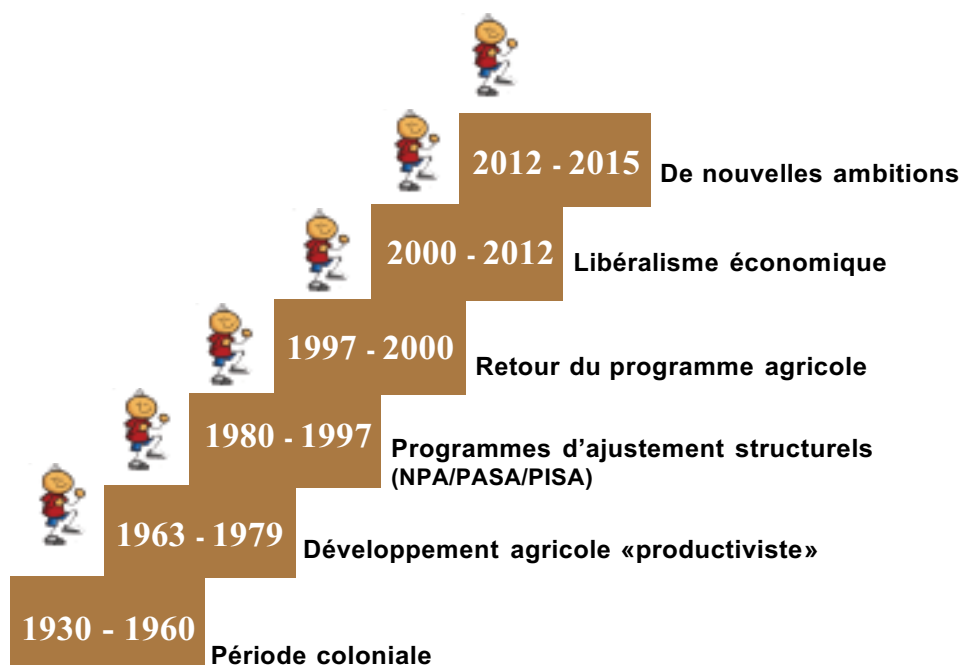 2012 - 2015 De nouvelles ambitions
2000 - 2012 Libéralisme économique
1997 - 2000 Retour du programme agricole
1980 - 1997 Programmes d’ajustement structurels
(NPA/PASA/PISA)
1963 - 1979 Développement agricole «productiviste»
1930 - 1960 Période coloniale